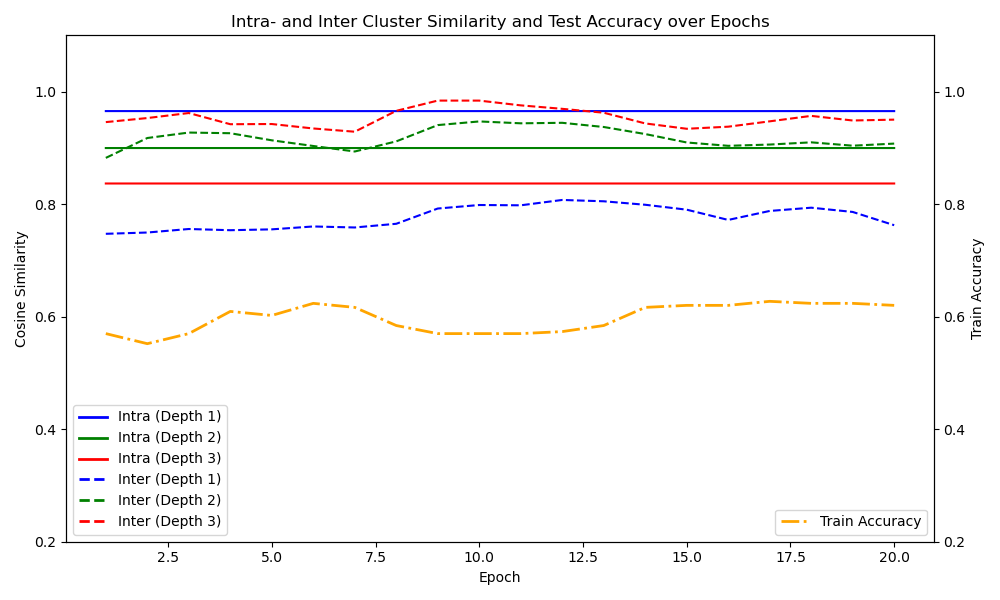 Intra- and Inter Cluster Similarity and Test Accuracy over Epochs
Cosine Similarity
1.0
0.8
0.6
0.4
0.2
1.0
0.8
0.6
0.4
0.2
Train Accuracy
Intra (Depth 1)
Intra (Depth 2)
Intra (Depth 3)
Inter (Depth 1)
Inter (Depth 2)
Inter (Depth 3)
Train Accuracy
2.5 5.0 7.5 10.0 12.5 15.0 17.5 20.0
Epoch